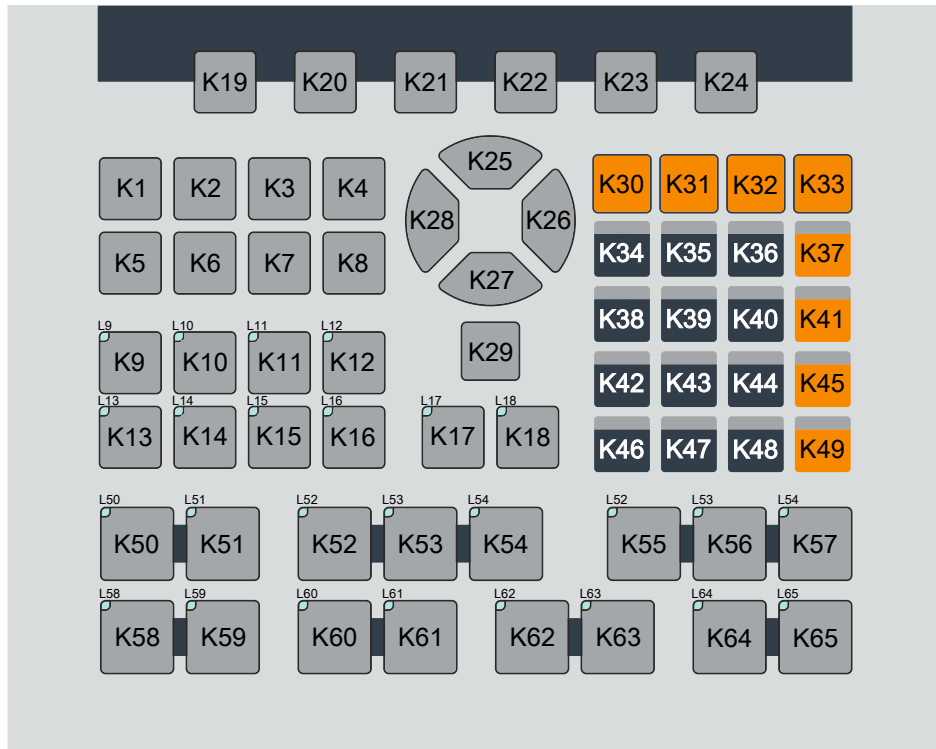 K19 K20 K21 K22 K23 K24
K25
K1 K2 K3 K4
K30 K31 K32 K33
K28 K26
K5 K6 K7 K8
K34 K35 K36 K37
K27
L9 L10 L11 L12
K38 K39 K40 K41
K9 K10 K11 K12
K29
K42 K43 K44 K45
L13 L14 L15 L16 L17 L18
K13 K14 K15 K16 K17 K18
K46 K47 K48 K49
L50 L51 L52 L53 L54 L52 L53 L54
K50 K51 K52 K53 K54 K55 K56 K57
L58 L59 L60 L61 L62 L63 L64 L65
K58 K59 K60 K61 K62 K63 K64 K65